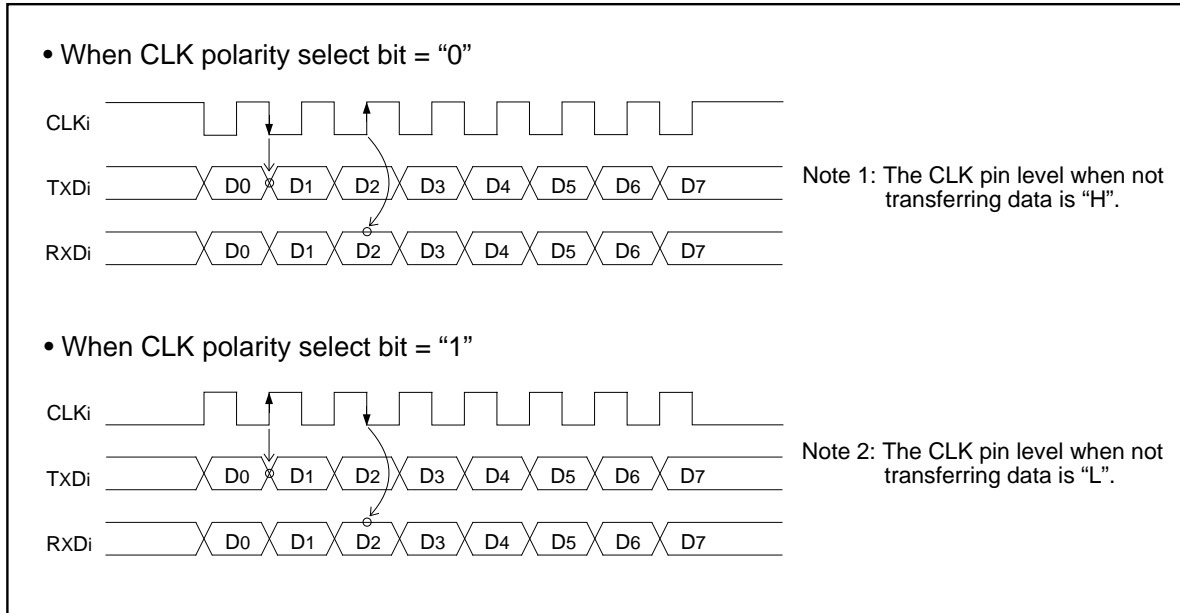 • When CLK polarity select bit = “0”
CLKi
TXDi D0 D1 D2 D3 D4 D5 D6 D7
RXDi D0 D1 D2 D3 D4 D5 D6 D7
Note 1: The CLK pin level when not
transferring data is “H”.
• When CLK polarity select bit = “1”
CLKi
TXDi D0 D1 D2 D3 D4 D5 D6 D7
RXDi D0 D1 D2 D3 D4 D5 D6 D7
Note 2: The CLK pin level when not
transferring data is “L”.